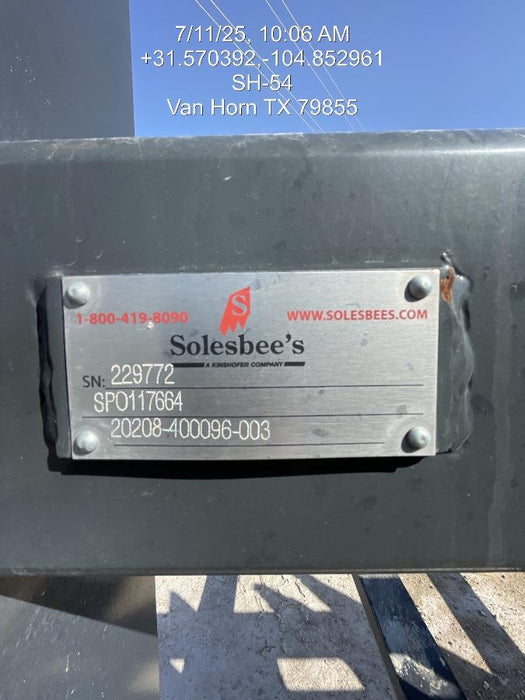 7/11/25, 10:06 AM
+31.570392,-104.852961
SH-54
Van Horn TX 79855
1-800-419-8090 S WWW.SOLESBEES.COM
Solesbee's
A KINSHOFER COMPANY
SN: 229772
SPO117664
20208-400096-003